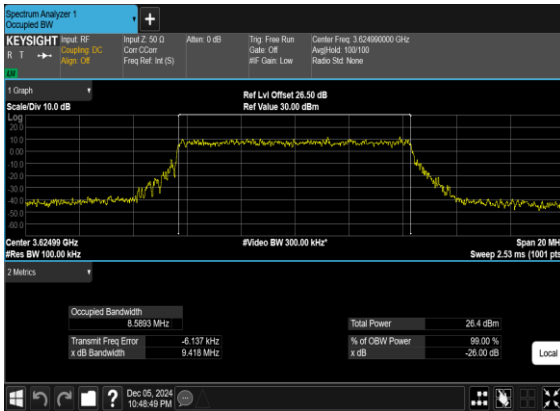 Spectrum Analyzer 1
Occupied BW
+
KEYSIGHT
R T
LXI
Input: RF
Coupling: DC
Align: Off
Input Z: 50 Ω
Corr CCorr
Freq Ref: Int (S)
Atten: 0 dB
Trig: Free Run
Gate: Off
#IF Gain: Low
Center Freq: 3.624990000 GHz
Avg|Hold: 100/100
Radio Std: None
1 Graph
Scale/Div 10.0 dB
Ref Lvl Offset 26.50 dB
Ref Value 30.00 dBm
Log
20.0
10.0
0.00
-10.0
-20.0
-30.0
-40.0
-50.0
-60.0
Center 3.62499 GHz
#Res BW 100.00 kHz
#Video BW 300.00 kHz*
Span 20 MH
Sweep 2.53 ms (1001 pts
2 Metrics
Occupied Bandwidth
8.5893 MHz
Transmit Freq Error -6.137 kHz
x dB Bandwidth 9.418 MHz
Total Power 26.4 dBm
% of OBW Power 99.00 %
x dB -26.00 dB
Local
?
Dec 05, 2024
10:48:49 PM